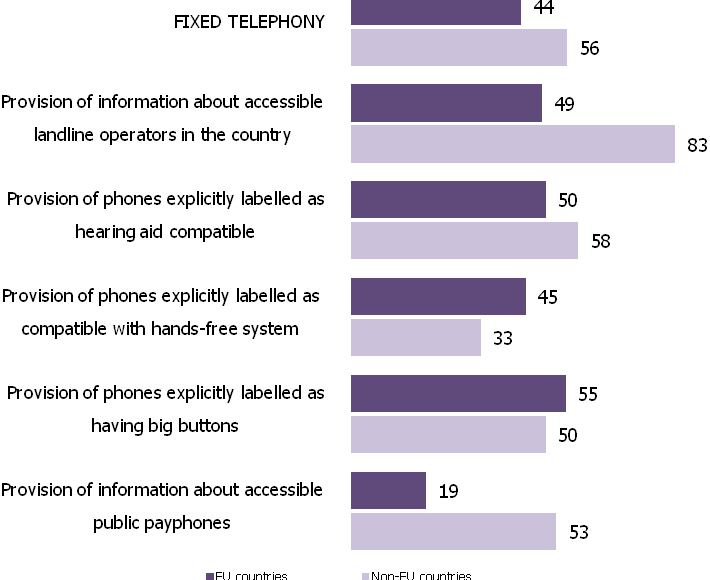 FIXED TELEPHONY
44
56
Provision of information about accessible
landline operators in the country
49
83
Provision of phones explicitly labelled as
hearing aid compatible
50
58
Provision of phones explicitly labelled as
compatible with hands-free system
45
33
Provision of phones explicitly labelled as
having big buttons
55
50
Provision of information about accessible
public payphones
19
53
EU countries
Non-EU countries